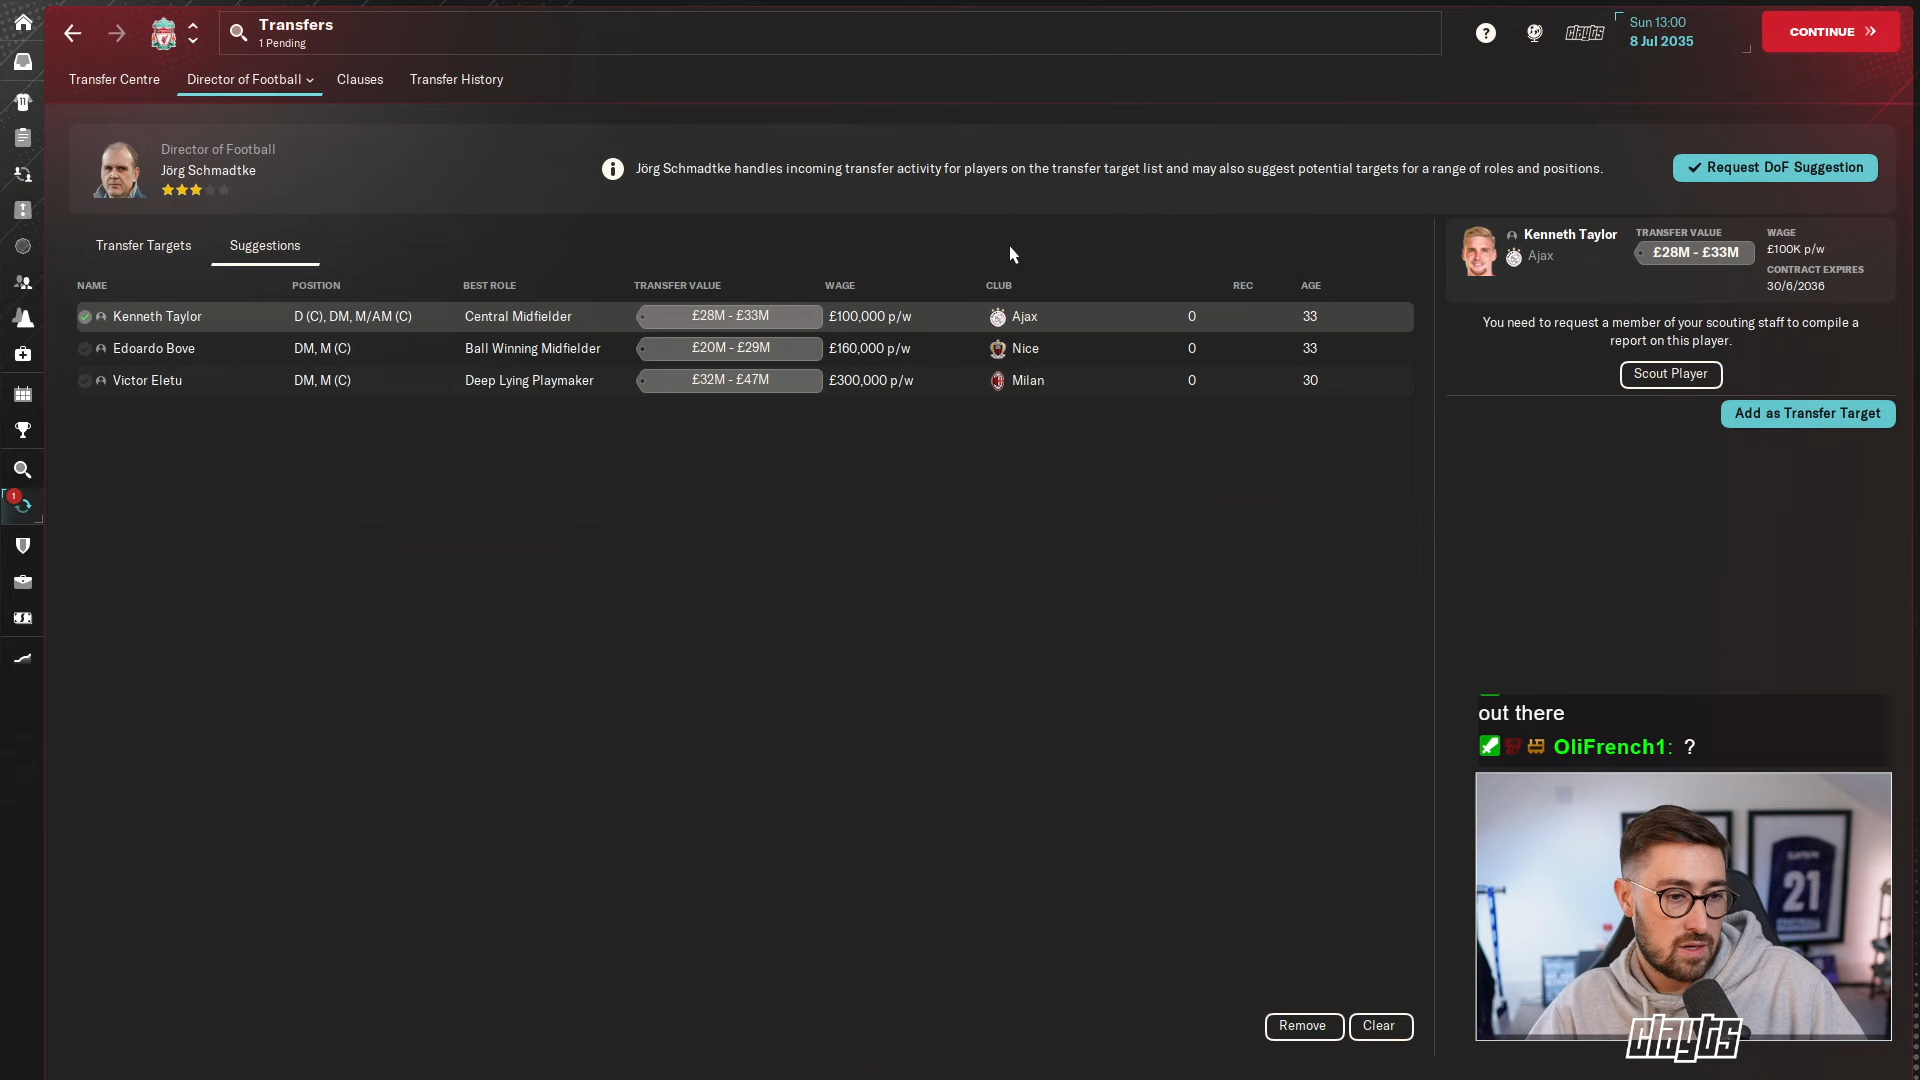 Transfers
1 Pending
?
clayts
Sun 13:00
8 Jul 2035
CONTINUE
Transfer Centre
Director of Football
Clauses
Transfer History
11
Director of Football
Jörg Schmadtke
Jörg Schmadtke handles incoming transfer activity for players on the transfer target list and may also suggest potential targets for a range of roles and positions.
Request DoF Suggestion
Transfer Targets
Suggestions
NAME POSITION BEST ROLE TRANSFER VALUE WAGE CLUB REC AGE
Kenneth Taylor D (C), DM, M/AM (C) Central Midfielder £28M - £33M £100,000 p/w Ajax 0 33
Edoardo Bove DM, M (C) Ball Winning Midfielder £20M - £29M £160,000 p/w Nice 0 33
Victor Eletu DM, M (C) Deep Lying Playmaker £32M - £47M £300,000 p/w Milan 0 30
Kenneth Taylor
Ajax
TRANSFER VALUE
£28M - £33M
WAGE
£100K p/w
CONTRACT EXPIRES
30/6/2036
You need to request a member of your scouting staff to compile a
report on this player.
Scout Player
Add as Transfer Target
1
out there
OliFrench1: ?
21
Remove
Clear
clayts